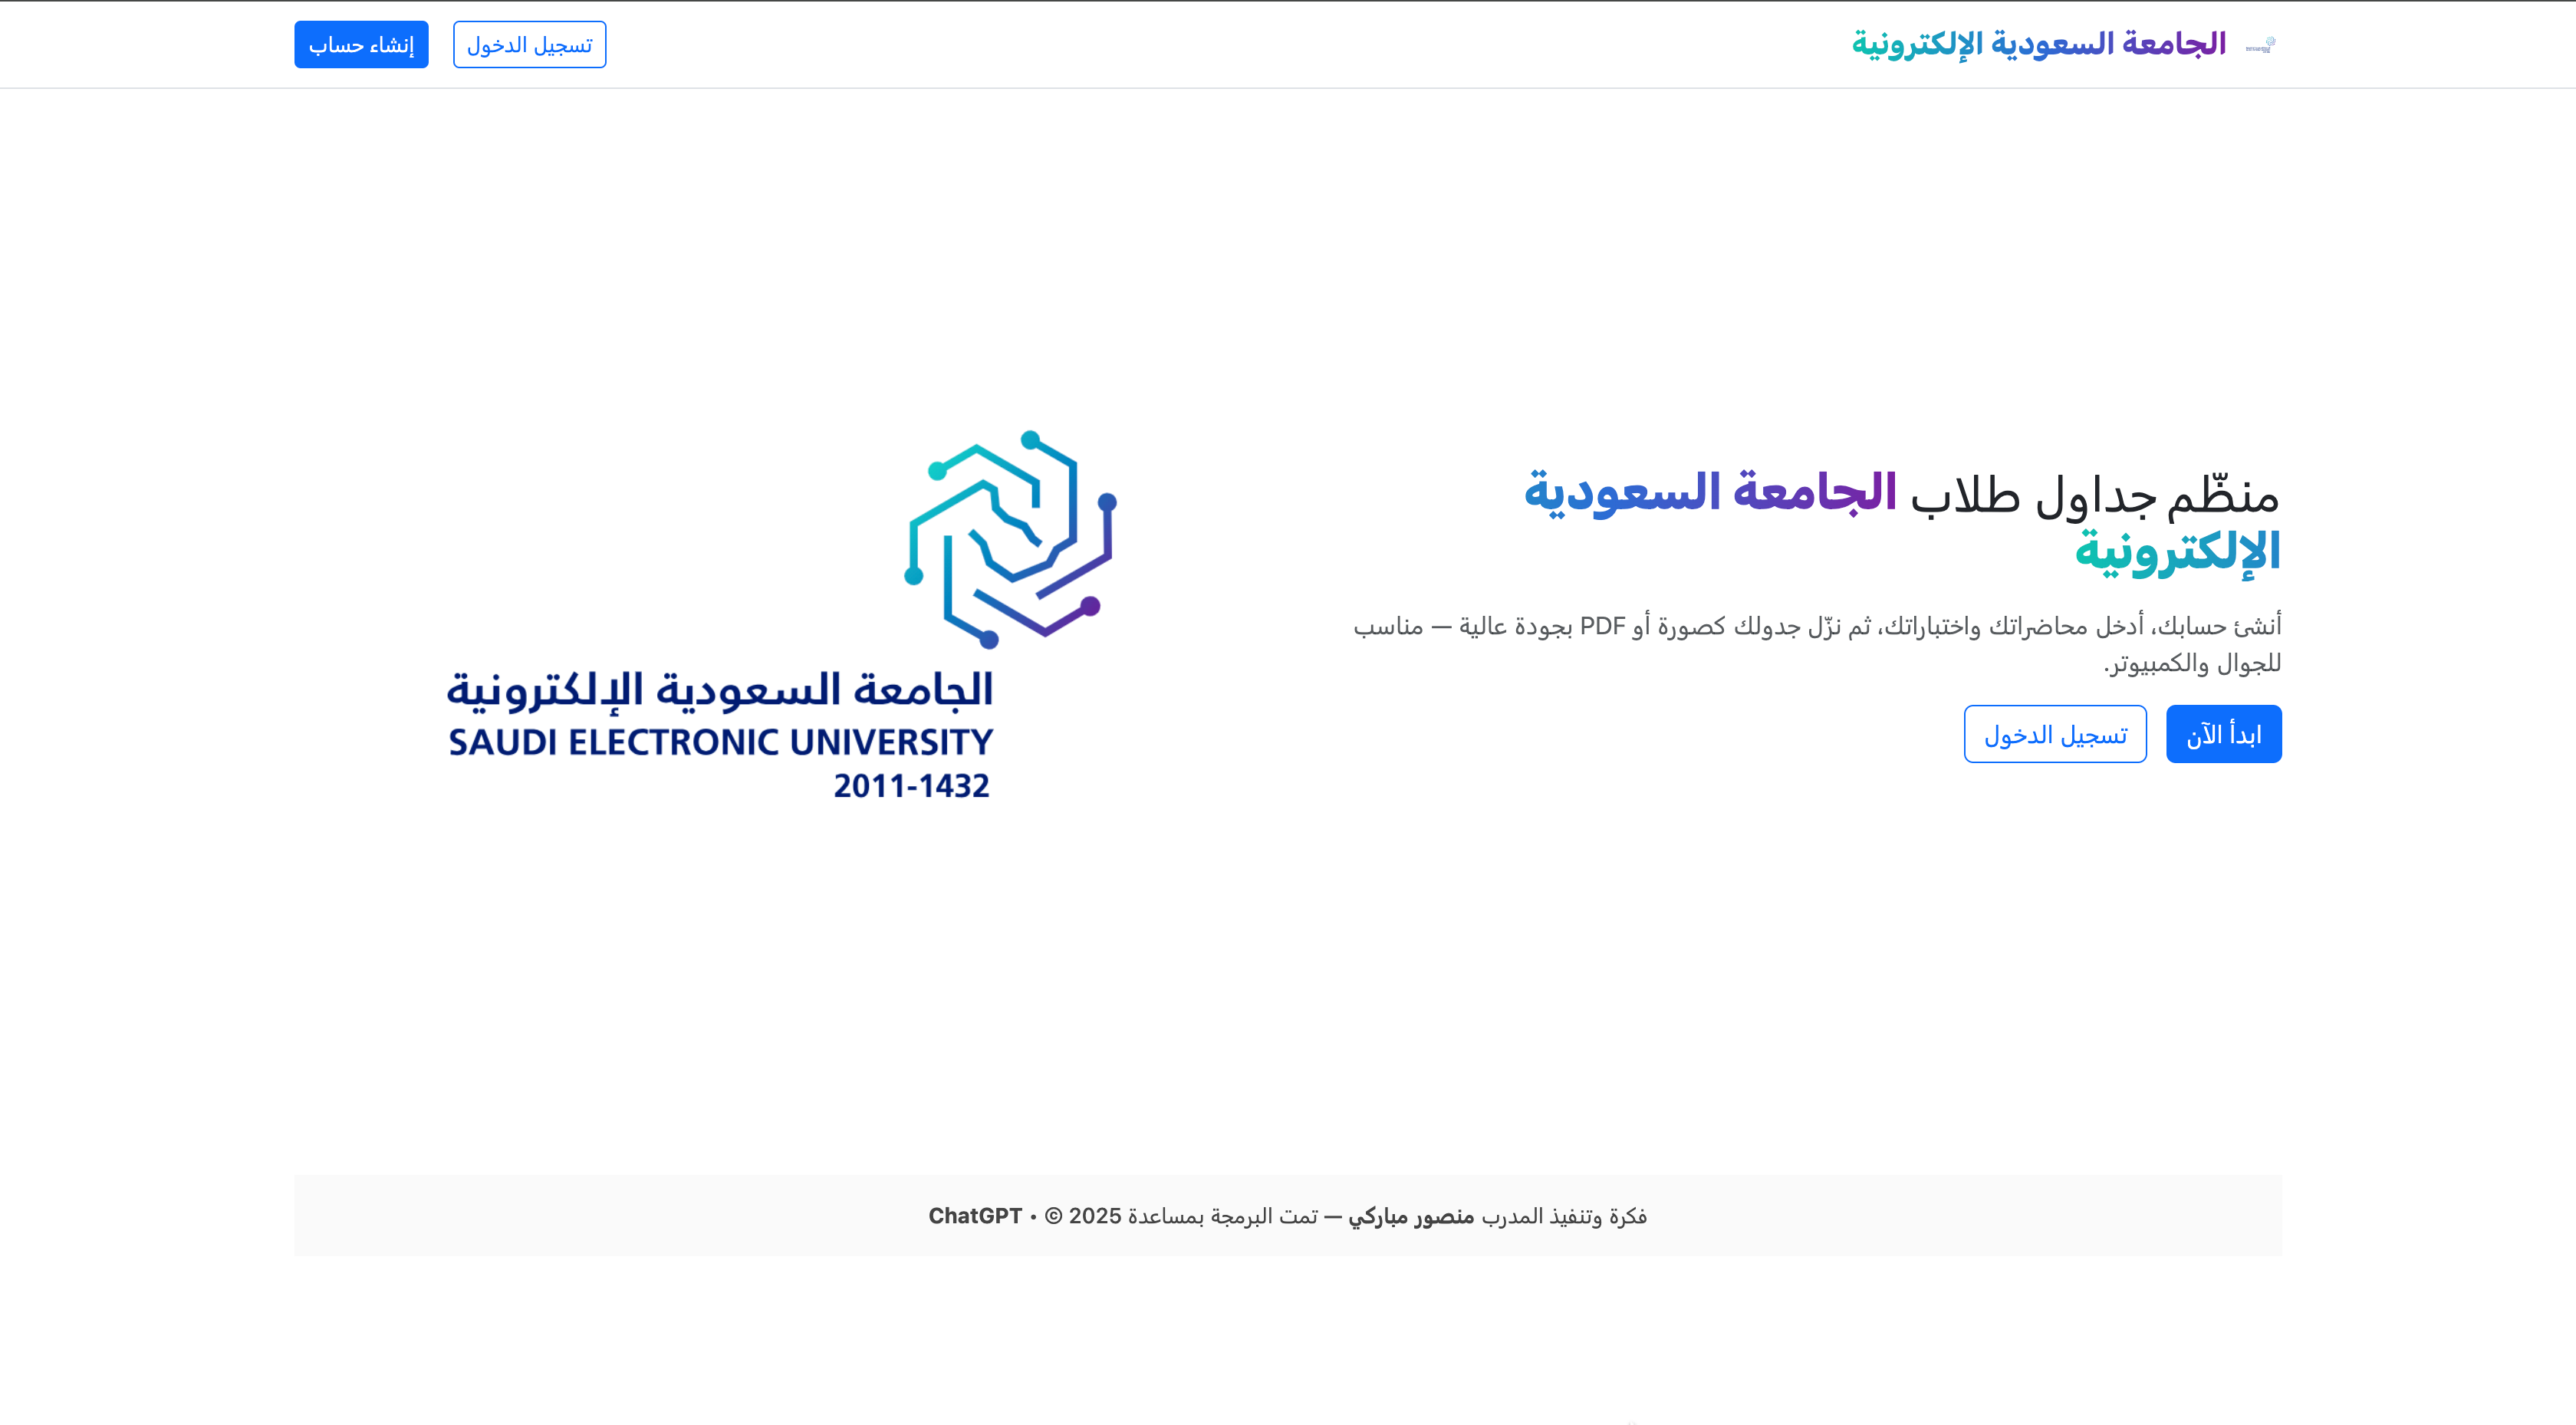 الجامعة السعودية الإلكترونية
تسجيل الدخول
إنشاء حساب
منظّم جداول طلاب الجامعة السعودية
الإلكترونية
أنشئ حسابك، أدخل محاضراتك واختباراتك، ثم نزّل جدولك كصورة أو PDF بجودة عالية — مناسب
للجوال والكمبيوتر.
ابدأ الآن
تسجيل الدخول
الجامعة السعودية الإلكترونية
SAUDI ELECTRONIC UNIVERSITY
2011-1432
فكرة وتنفيذ المدرب منصور مباركي — تمت البرمجة بمساعدة ChatGPT • © 2025